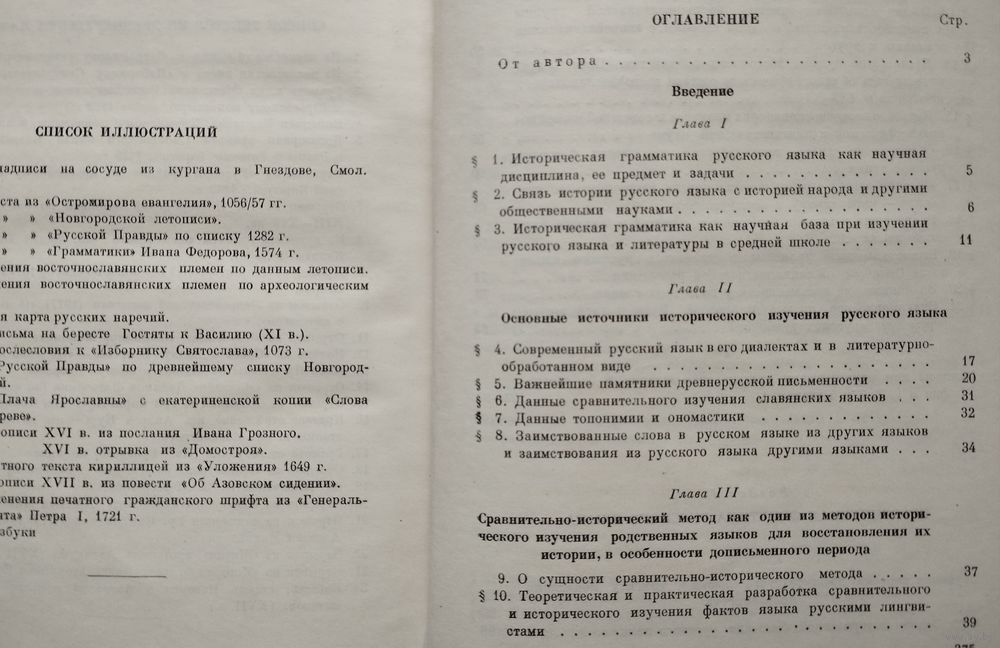 СПИСОК ИЛЛЮСТРАЦИЙ
надписи на сосуде из кургана в Гнездове, Смол.
ста из «Остромирова евангелия», 1056/57 гг.
» » «Новгородской летописи».
» » «Русской Правды» по списку 1282 г.
» » «Грамматики» Ивана Федорова, 1574 г.
ения восточнославянских племен по данным летописи.
ения восточнославянских племен по археологическим
я карта русских наречий.
исьма на бересте Гостяты к Василию (XI в.).
ослесловия к «Изборнику Святослава», 1073 г.
Русской Правды» по древнейшему списку Новгород-
й.
Плача Ярославны» с екатерининской копии «Слова
рове».
описи XVI в. из послания Ивана Грозного.
XVI в. отрывка из «Домостроя».
тного текста кириллицей из «Уложения» 1649 г.
описи XVII в. из повести «Об Азовском сидении».
енения печатного гражданского шрифта из «Генераль-
та» Петра I, 1721 г.
збуки
ОГЛАВЛЕНИЕ Стр.
От автора . . . . . . . . . . . . . . . . . . . . . . . 3
Введение
Глава I
§ 1. Историческая грамматика русского языка как научная
дисциплина, ее предмет и задачи . . . . . . . . . . . . . 5
§ 2. Связь истории русского языка с историей народа и другими
общественными науками . . . . . . . . . . . . . . . . . 6
§ 3. Историческая грамматика как научная база при изучении
русского языка и литературы в средней школе . . . . . . . 11
Глава II
Основные источники исторического изучения русского языка
§ 4. Современный русский язык в его диалектах и в литературно-
обработанном виде . . . . . . . . . . . . . . . . . . . 17
§ 5. Важнейшие памятники древнерусской письменности . . . . 20
§ 6. Данные сравнительного изучения славянских языков . . . 31
§ 7. Данные топонимии и ономастики . . . . . . . . . . . . 32
§ 8. Заимствованные слова в русском языке из других языков
и заимствования из русского языка другими языками . . . 34
Глава III
Сравнительно-исторический метод как один из методов истори-
ческого изучения родственных языков для восстановления их
истории, в особенности дописьменного периода
9. О сущности сравнительно-исторического метода . . . . . 37
§ 10. Теоретическая и практическая разработка сравнительного
и исторического изучения фактов языка русскими лингви-
стами . . . . . . . . . . . . . . . . . . . . . . . . . 39